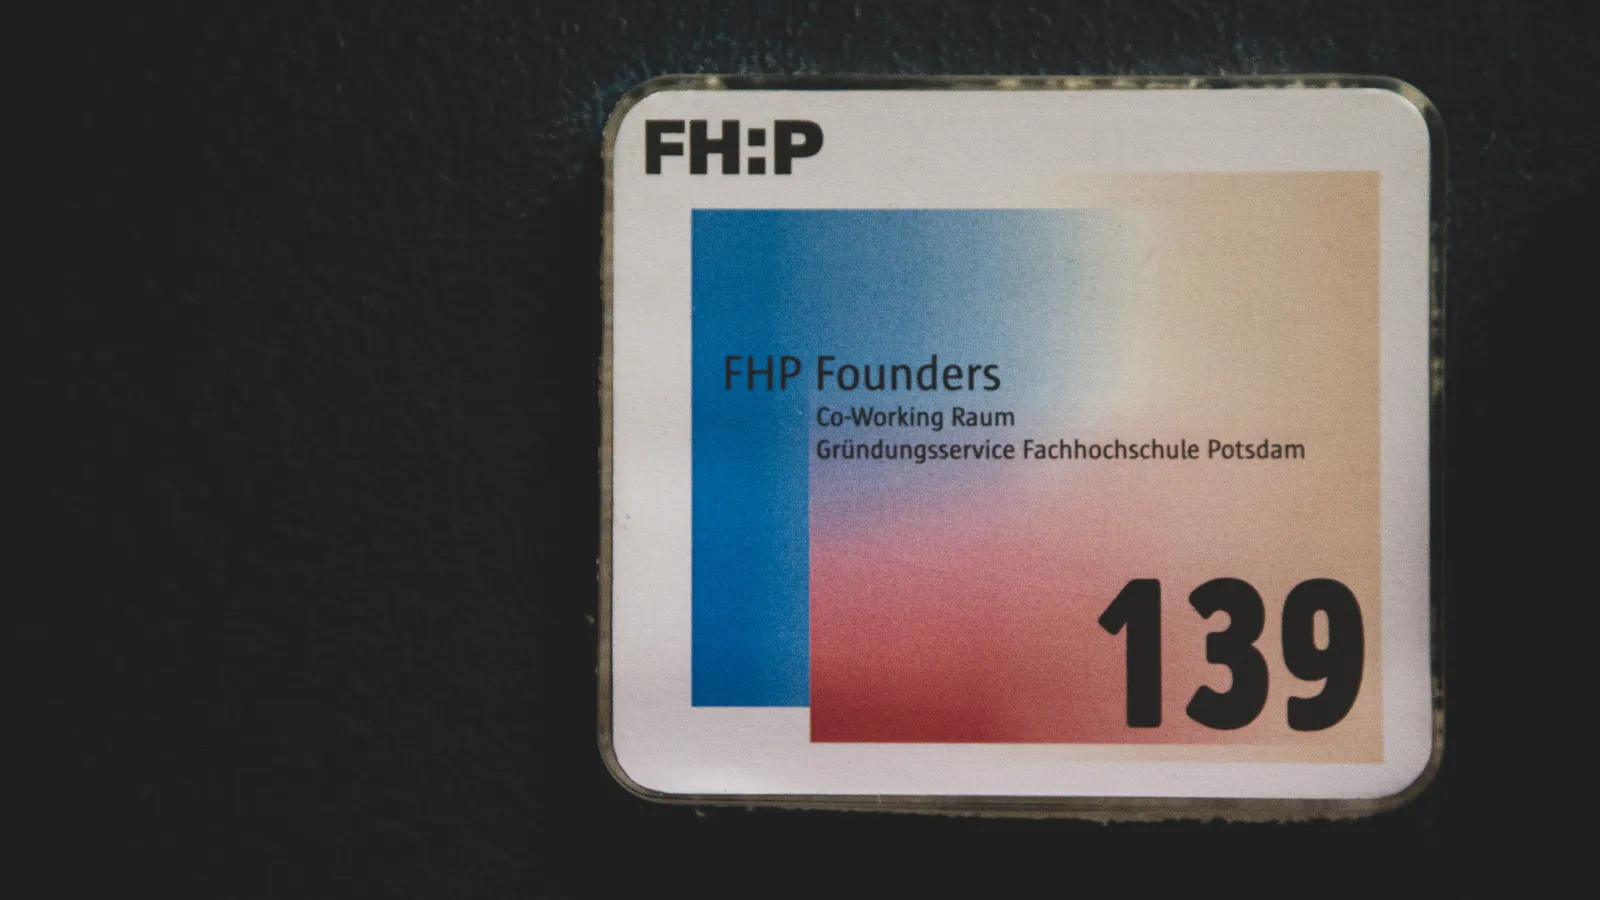 FH:P
FHP Founders
Co-Working Raum
Gründungsservice Fachhochschule Potsdam
139